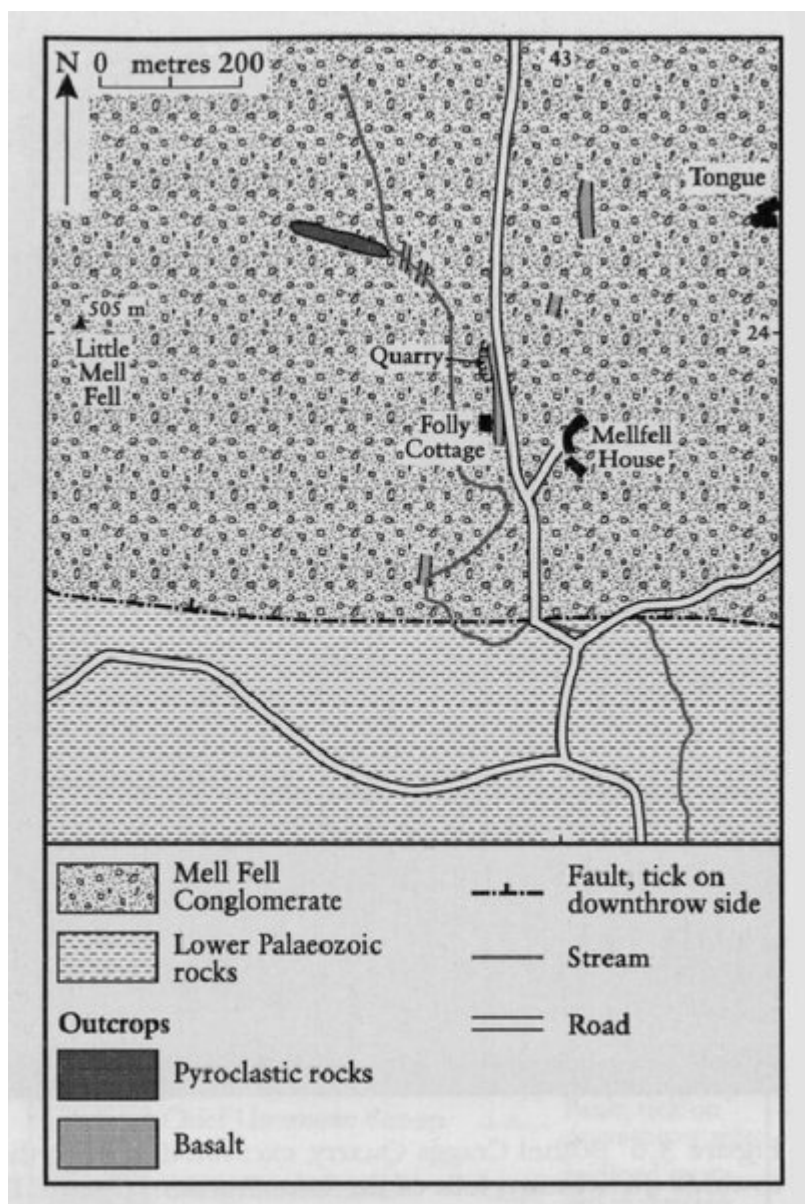 N 0 metres 200
43
Tongue
505 m
Little
Mell
Fell
24
Quarry
Folly
Cottage
Mellfell
House
Mell Fell
Conglomerate
Lower Palaeozoic
rocks
Outcrops
Pyroclastic rocks
Basalt
Fault, tick on
downthrow side
Stream
Road